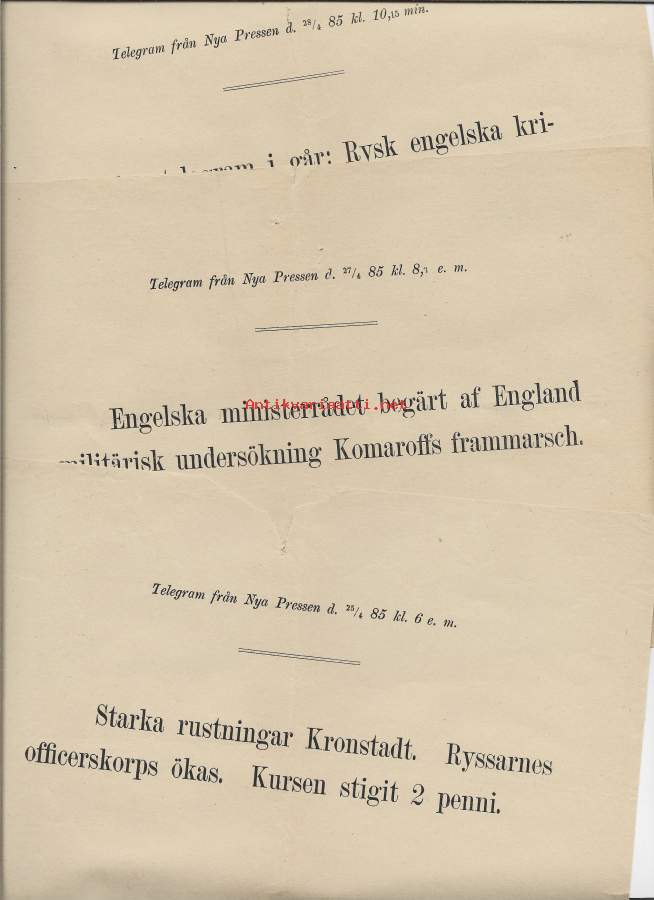 Telegram från Nya Pressen d. 28/4 85 kl. 10,15 min.
i går: Rysk engelska kri-
Telegram från Nya Pressen d. 27/4 85 kl. 8, e. m.
Engelska ministerrådet begärt af England
Antikvariaatti.net
militärisk undersökning Komaroffs frammarsch.
Telegram från Nya Pressen d. 25/4 85 kl. 6 e. m.
Starka rustningar Kronstadt. Ryssarnes
officerskorps ökas. Kursen stigit 2 penni.